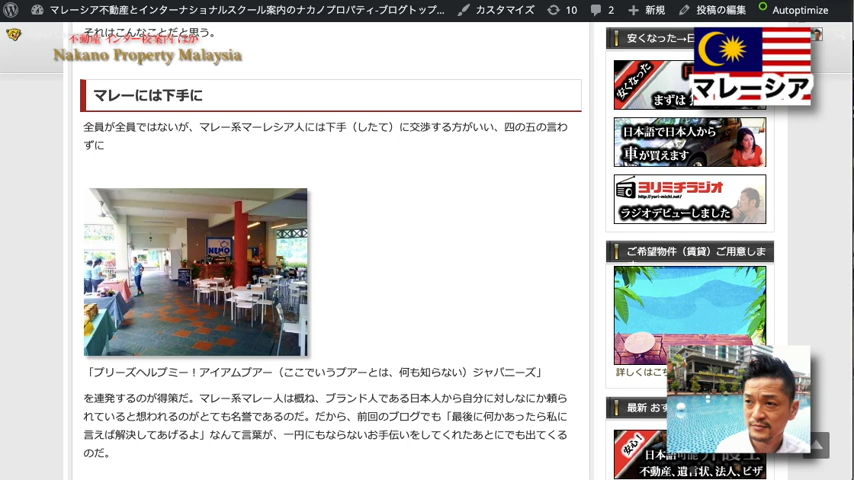 マレーシア不動産とインターナショナルスクール案内のナカノプロパティ-ブログトップ...
カスタマイズ
10
2
新規
投稿の編集
Autoptimize
それはこんなことだと思う。
Nakano Property Malaysia
マレーには下手に
全員が全員ではないが、マレー系マーレシア人には下手（したて）に交渉する方がいい、四の五の言わ
ずに
NEMO
「プリーズヘルプミー！アイアムプアー（ここでいうプアーとは、何も知らない）ジャパニーズ」
を連発するのが得策だ。マレー系マレー人は概ね、ブランド人である日本人から自分に対しなにか頼ら
れていると想われるのがとても名誉であるのだ。だから、前回のブログでも「最後に何かあったら私に
言えば解決してあげるよ」なんて言葉が、一円にもならないお手伝いをしてくれたあとにでも出てくる
のだ。
安くなった→日
マレーシア
安くなった
まずは
日本語で日本人から
車が買えます
ヨリミチラジオ
http://yori-michi.net/
ラジオデビューしました
ご希望物件（賃貸）ご用意しま
詳しくはこち
最新 おす
安心！
日本語可能
不動産、遺言状、法人、ビザ